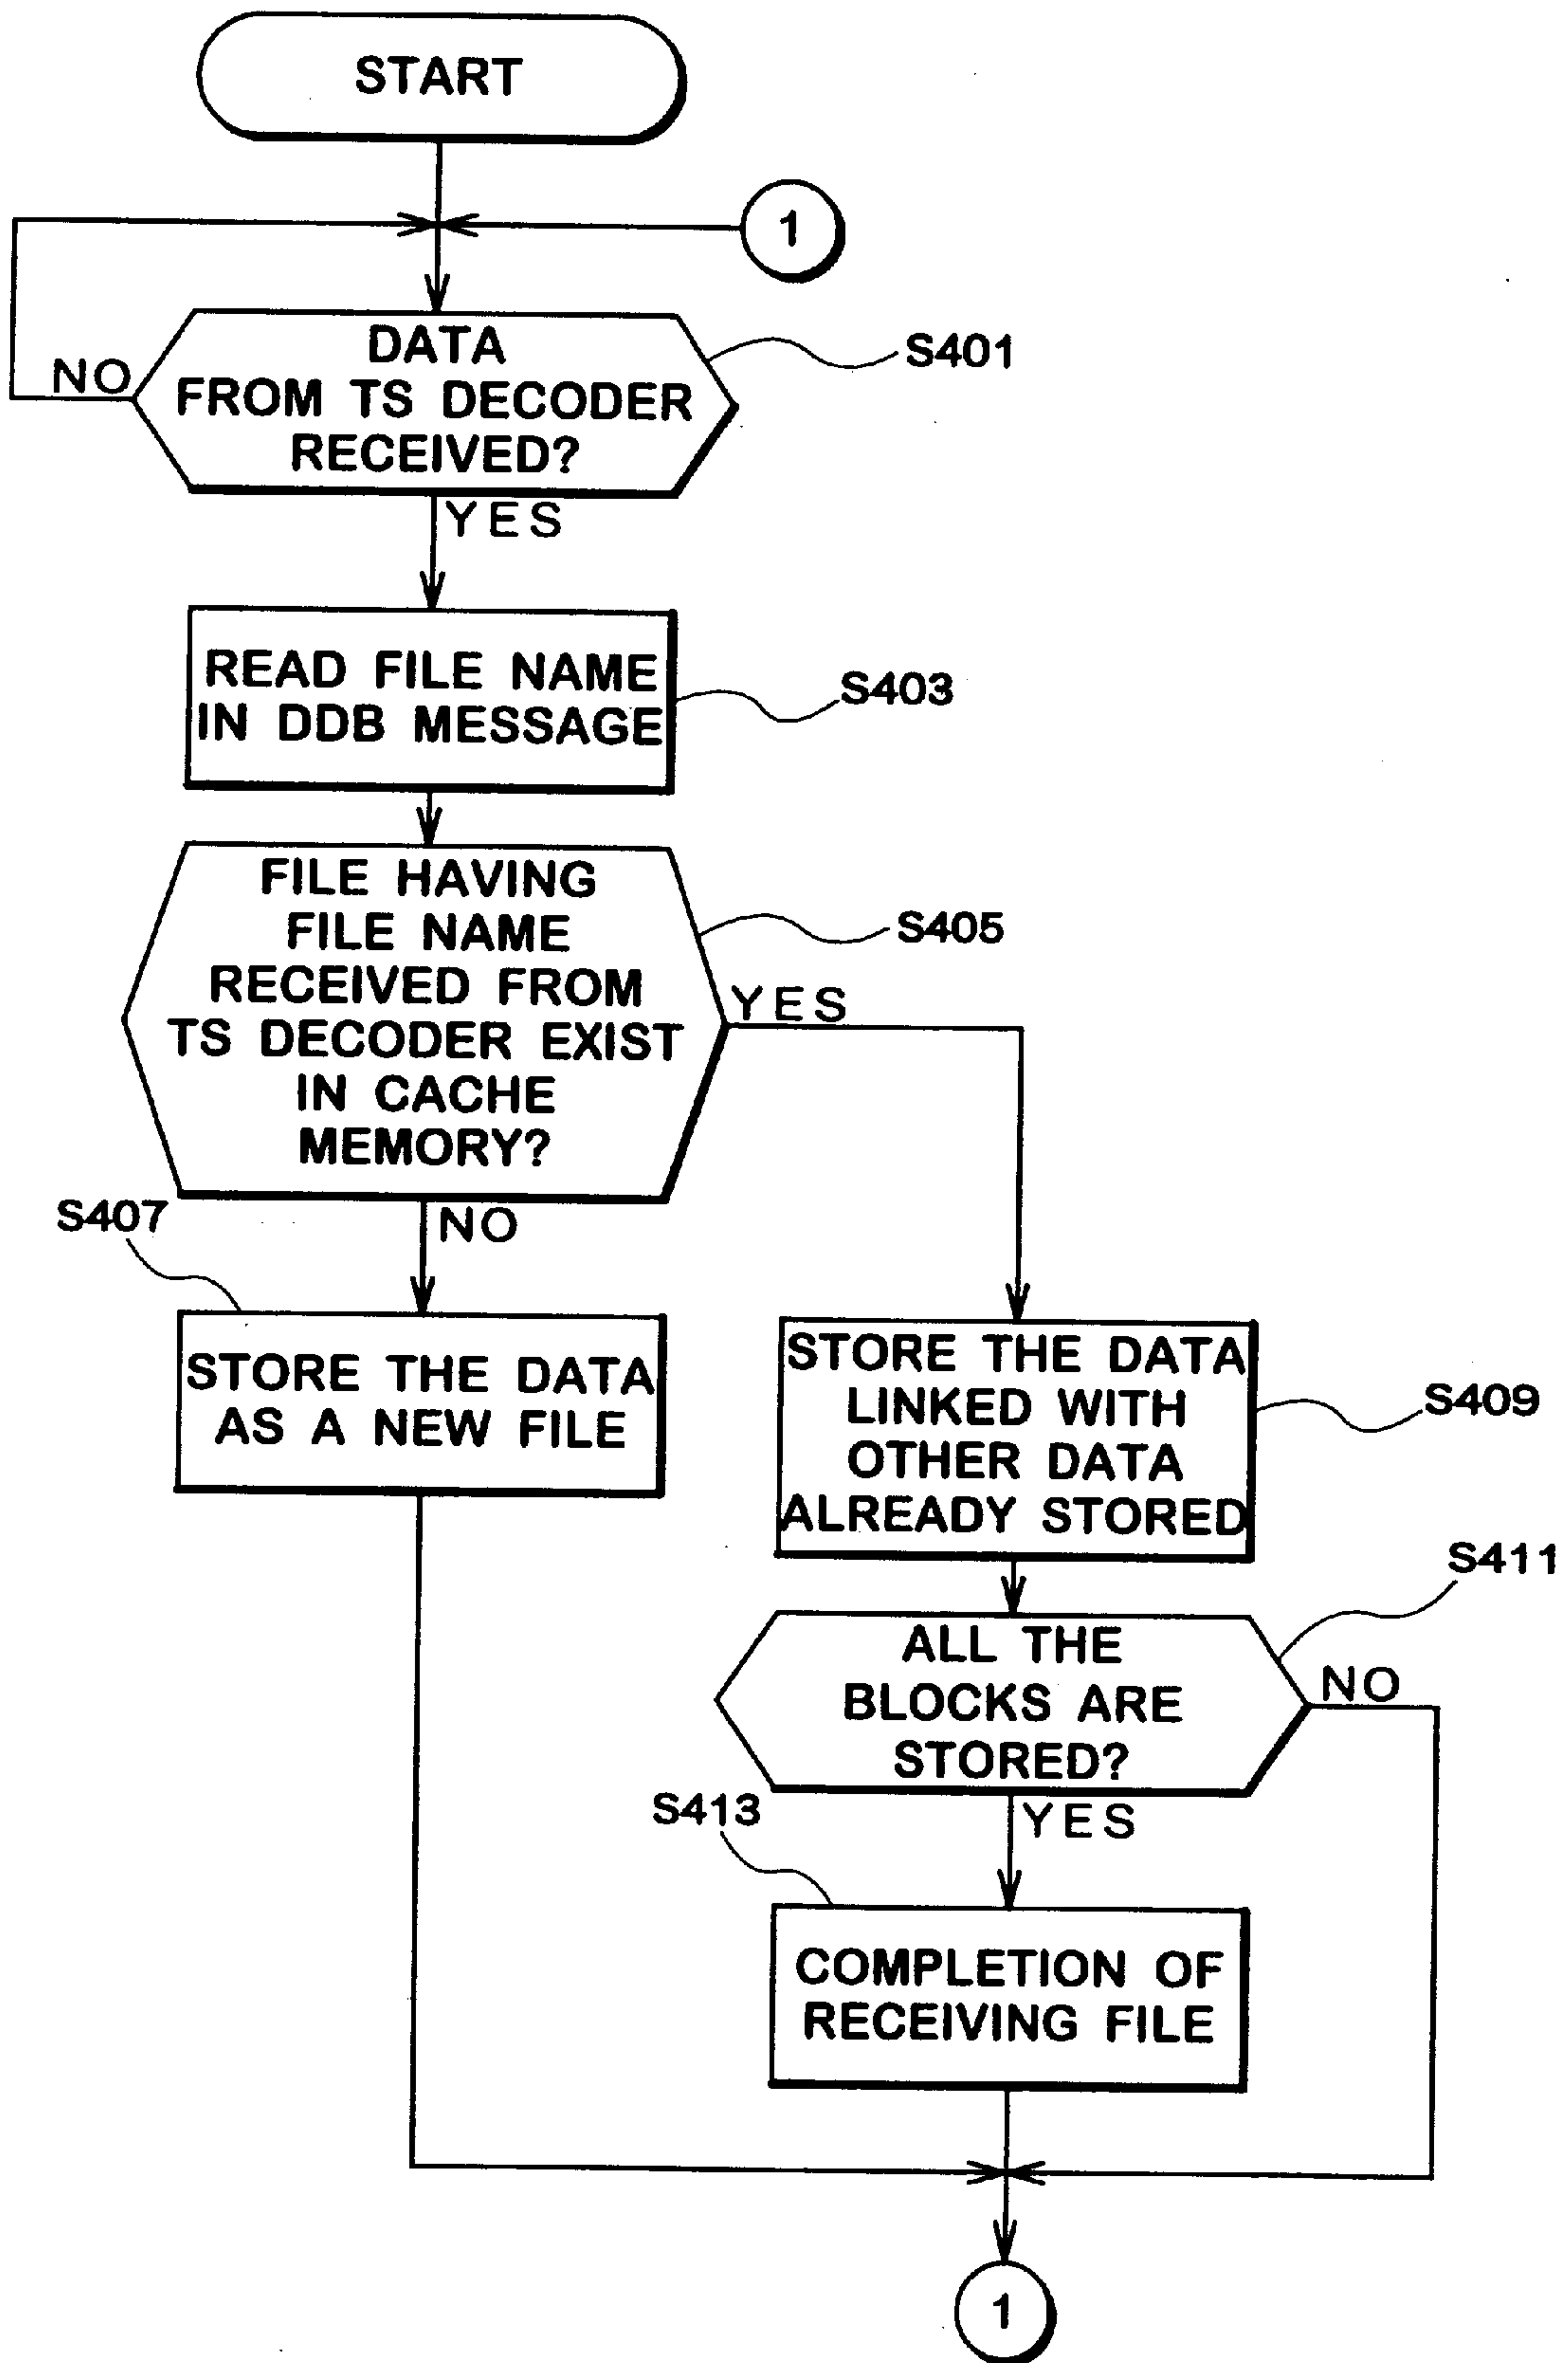 START
1
DATA
FROM TS DECODER
RECEIVED?
S401
NO
YES
READ FILE NAME
IN DDB MESSAGE
S403
FILE HAVING
FILE NAME
RECEIVED FROM
TS DECODER EXIST
IN CACHE
MEMORY?
S405
YES
NO
S407
STORE THE DATA
AS A NEW FILE
STORE THE DATA
LINKED WITH
OTHER DATA
ALREADY STORED
S409
S411
ALL THE
BLOCKS ARE
STORED?
NO
YES
S413
COMPLETION OF
RECEIVING FILE
1